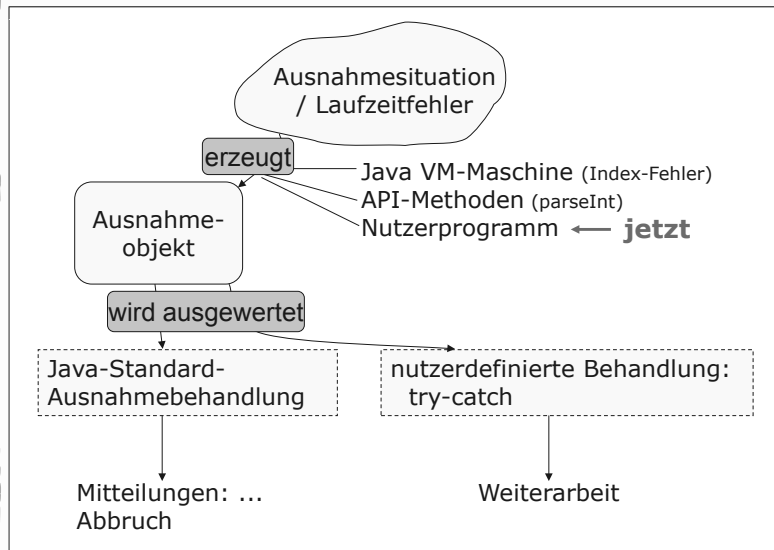 Ausnahmesituation
/ Laufzeitfehler
erzeugt
Java VM-Maschine (Index-Fehler)
API-Methoden (parseInt)
Nutzerprogramm
jetzt
Ausnahme-
objekt
wird ausgewertet
Java-Standard-
Ausnahmebehandlung
nutzerdefinierte Behandlung:
try-catch
Mitteilungen: ...
Abbruch
Weiterarbeit